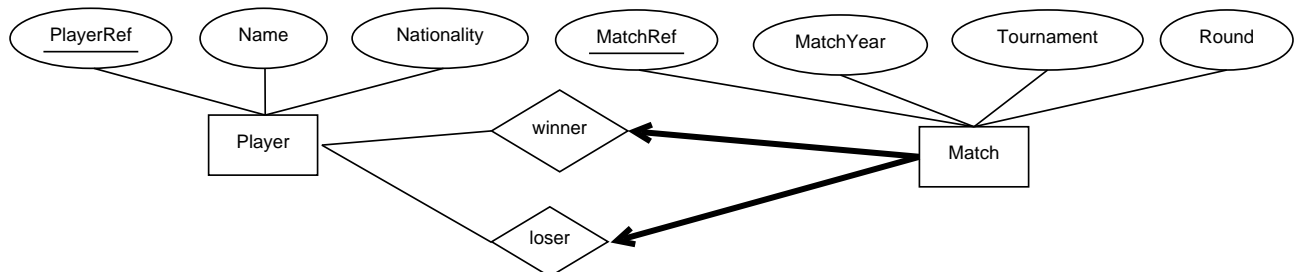 PlayerRef
Name
Nationality
MatchRef
MatchYear
Tournament
Round
Player
winner
Match
loser